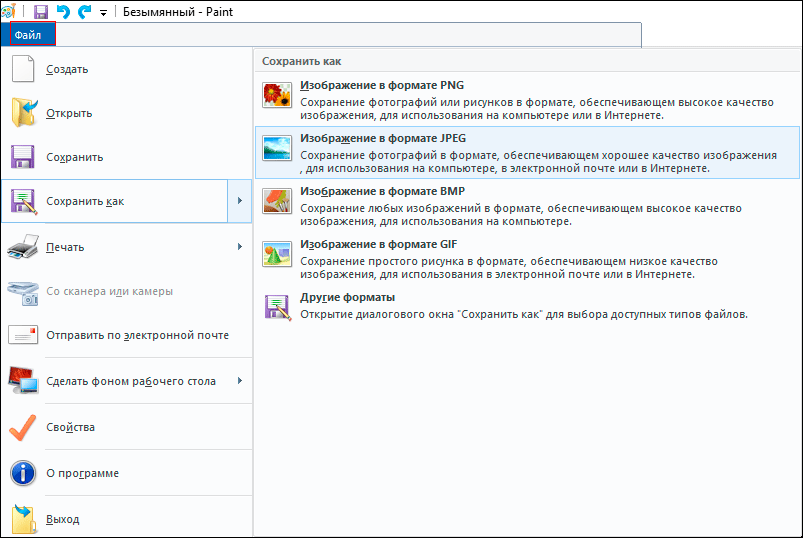 Безымянный - Paint
Файл
Создать
Открыть
Сохранить
Сохранить как
Печать
Со сканера или камеры
Отправить по электронной почте
Сделать фоном рабочего стола
Свойства
О программе
Выход
Сохранить как
Изображение в формате PNG
Сохранение фотографий или рисунков в формате, обеспечивающем высокое качество
изображения, для использования на компьютере или в Интернете.
Изображение в формате JPEG
Сохранение фотографий в формате, обеспечивающем хорошее качество изображения
, для использования на компьютере, в электронной почте или в Интернете.
Изображение в формате BMP
Сохранение любых изображений в формате, обеспечивающем высокое качество
изображения, для использования на компьютере.
Изображение в формате GIF
Сохранение простого рисунка в формате, обеспечивающем низкое качество
изображения, для использования в электронной почте или в Интернете.
Другие форматы
Открытие диалогового окна "Сохранить как" для выбора доступных типов файлов.